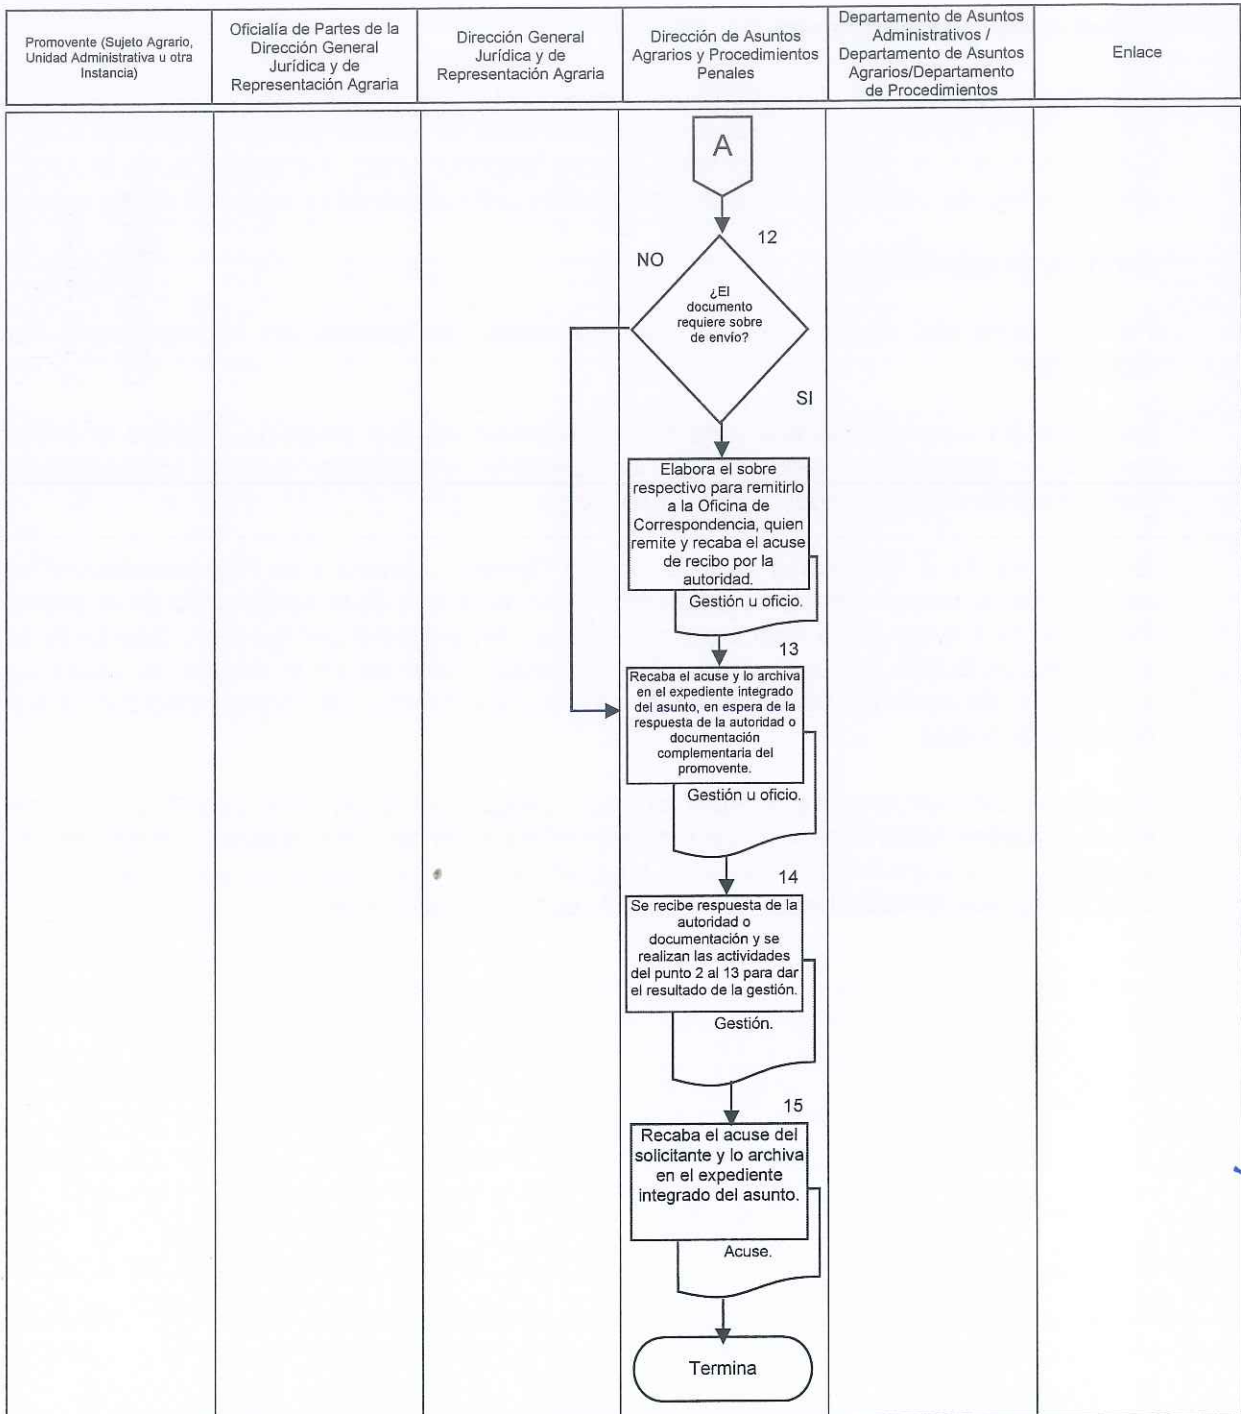 Promovente (Sujeto Agrario,
Unidad Administrativa u otra
Instancia)
Oficialía de Partes de la
Dirección General
Jurídica y de
Representación Agraria
Dirección General
Jurídica y de
Representación Agraria
Dirección de Asuntos
Agrarios y Procedimientos
Penales
Departamento de Asuntos
Administrativos /
Departamento de Asuntos
Agrarios/Departamento
de Procedimientos
Enlace
A
12
NO
¿El
documento
requiere sobre
de envío?
SI
Elabora el sobre
respectivo para remitirlo
a la Oficina de
Correspondencia, quien
remite y recaba el acuse
de recibo por la
autoridad.
Gestión u oficio.
13
Recaba el acuse y lo archiva
en el expediente integrado
del asunto, en espera de la
respuesta de la autoridad o
documentación
complementaria del
promovente.
Gestión u oficio.
14
Se recibe respuesta de la
autoridad o
documentación y se
realizan las actividades
del punto 2 al 13 para dar
el resultado de la gestión.
Gestión.
15
Recaba el acuse del
solicitante y lo archiva
en el expediente
integrado del asunto.
Acuse.
Termina